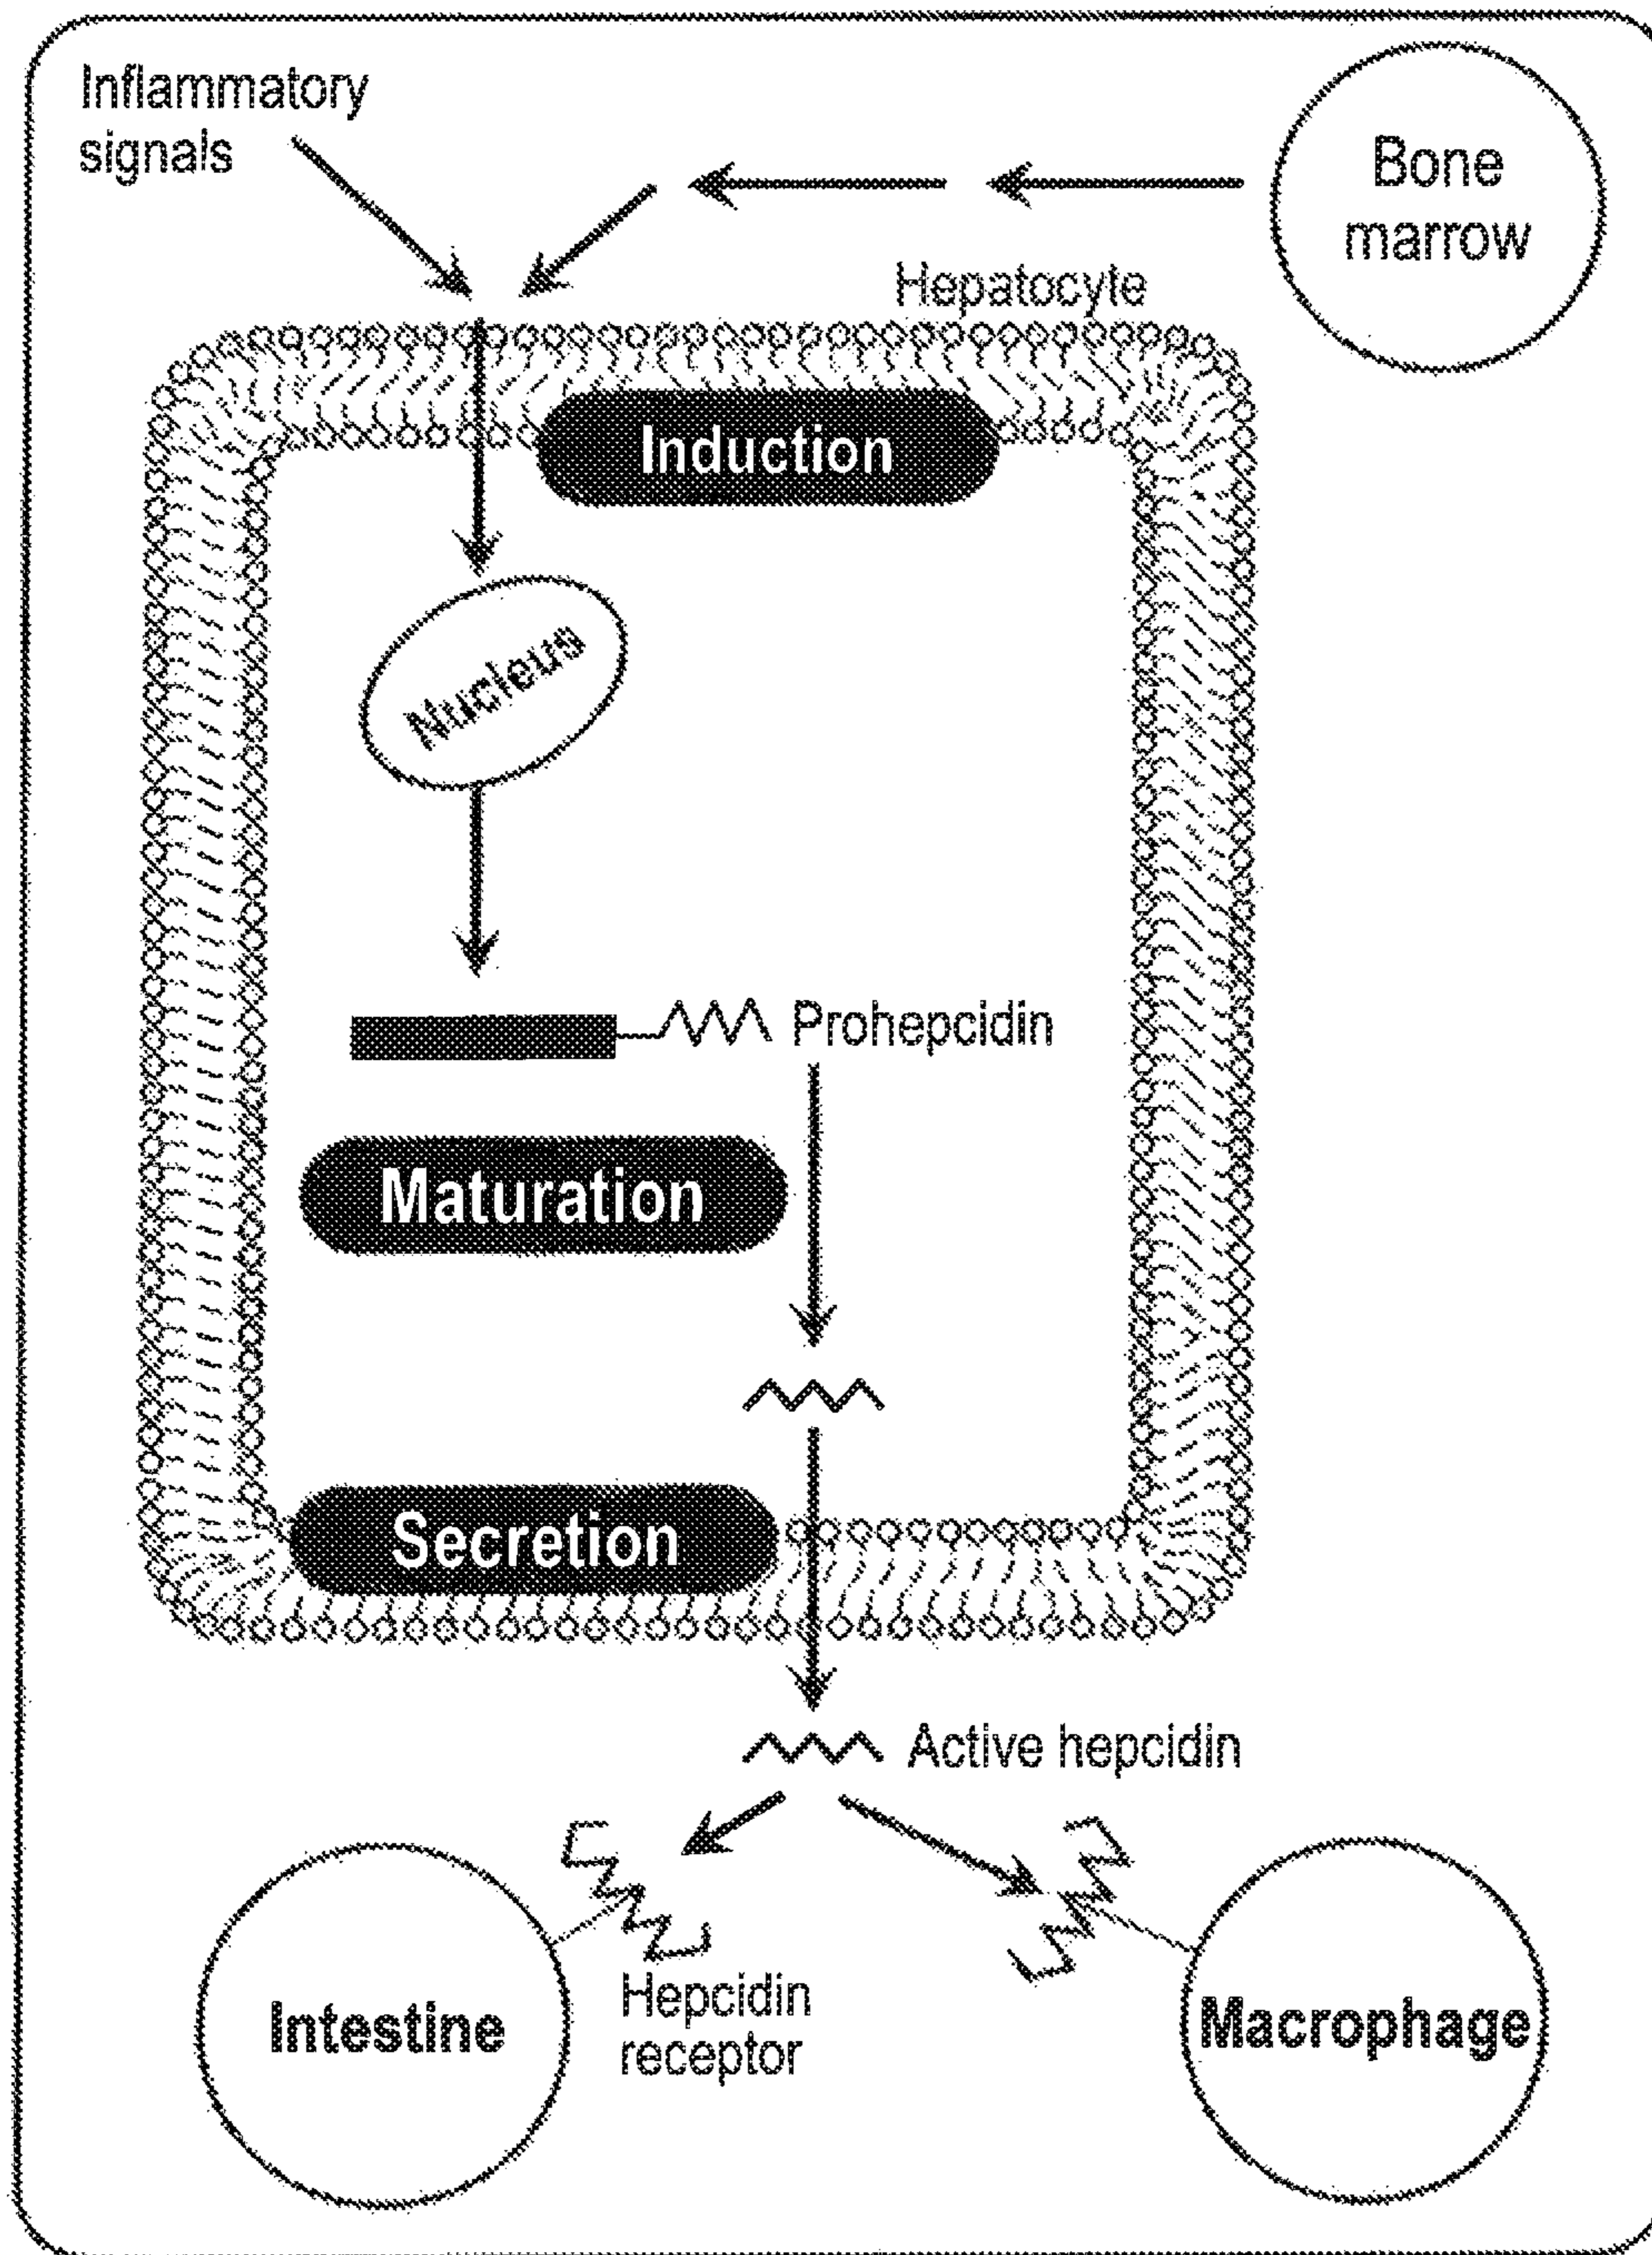 Inflammatory
signals
Bone
marrow
Hepatocyte
Induction
Nucleus
Prohepcidin
Maturation
Secretion
Active hepcidin
Hepcidin
receptor
Intestine
Macrophage